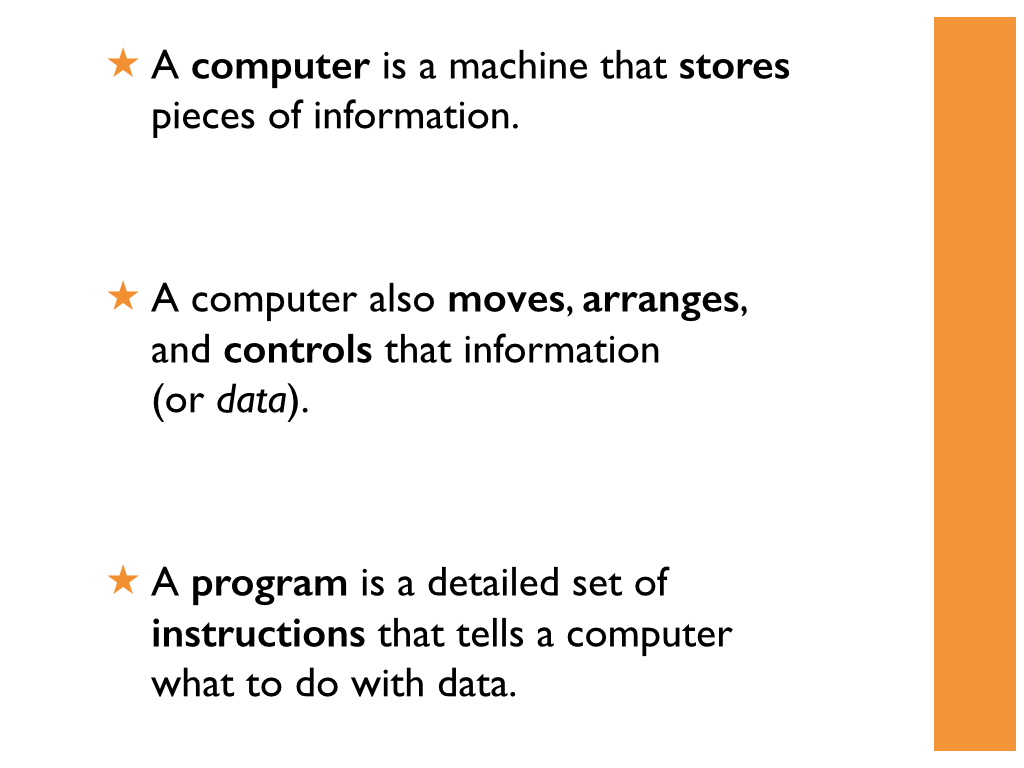 ★ A computer is a machine that stores
pieces of information.
★ A computer also moves, arranges,
and controls that information
(or data).
★ A program is a detailed set of
instructions that tells a computer
what to do with data.